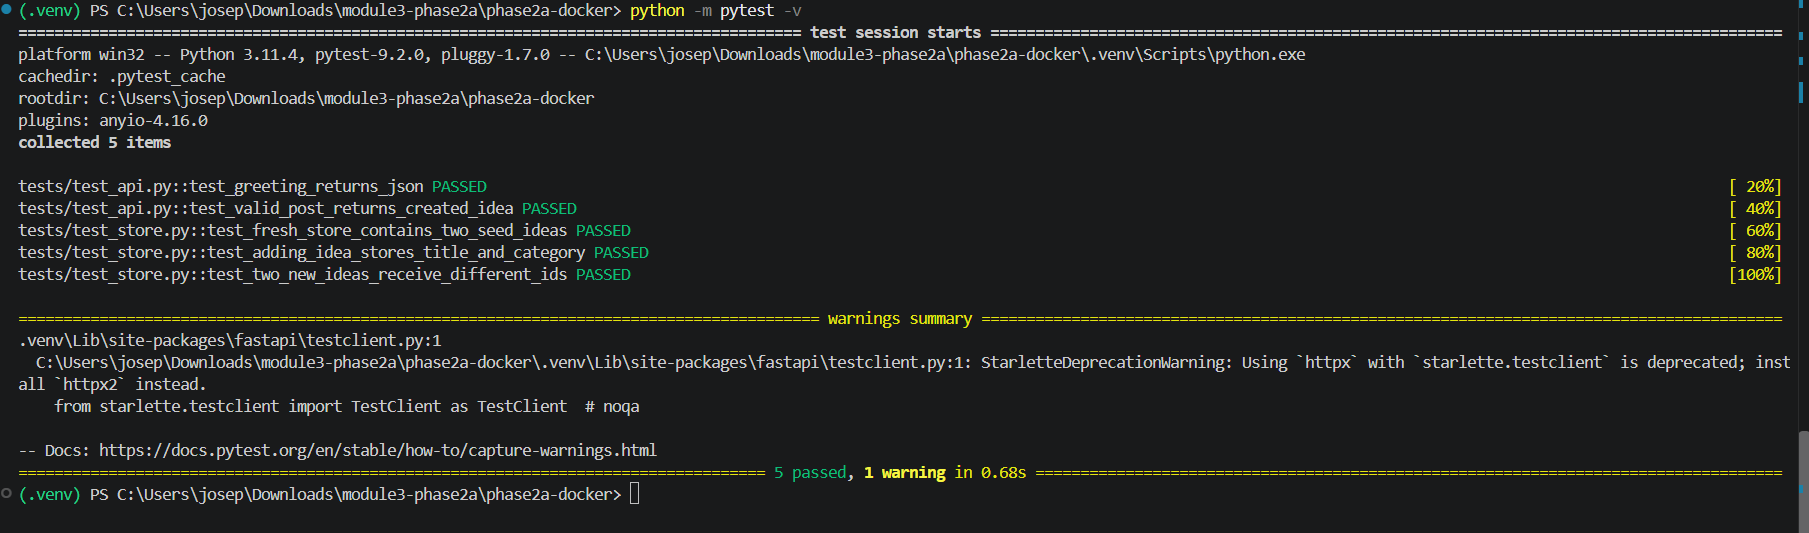 (.venv) PS C:\Users\josep\Downloads\module3-phase2a\phase2a-docker> python -m pytest -v
======================================================================================= test session starts ========================================================================================
platform win32 -- Python 3.11.4, pytest-9.2.0, pluggy-1.7.0 -- C:\Users\josep\Downloads\module3-phase2a\phase2a-docker\.venv\Scripts\python.exe
cachedir: .pytest_cache
rootdir: C:\Users\josep\Downloads\module3-phase2a\phase2a-docker
plugins: anyio-4.16.0
collected 5 items
tests/test_api.py::test_greeting_returns_json PASSED [ 20%]
tests/test_api.py::test_valid_post_returns_created_idea PASSED [ 40%]
tests/test_store.py::test_fresh_store_contains_two_seed_ideas PASSED [ 60%]
tests/test_store.py::test_adding_idea_stores_title_and_category PASSED [ 80%]
tests/test_store.py::test_two_new_ideas_receive_different_ids PASSED [100%]
========================================================================================= warnings summary =========================================================================================
.venv\Lib\site-packages\fastapi\testclient.py:1
C:\Users\josep\Downloads\module3-phase2a\phase2a-docker\.venv\Lib\site-packages\fastapi\testclient.py:1: StarletteDeprecationWarning: Using `httpx` with `starlette.testclient` is deprecated; inst
all `httpx2` instead.
from starlette.testclient import TestClient as TestClient  # noqa
-- Docs: https://docs.pytest.org/en/stable/how-to/capture-warnings.html
=================================================================================== 5 passed, 1 warning in 0.68s ===================================================================================
(.venv) PS C:\Users\josep\Downloads\module3-phase2a\phase2a-docker>